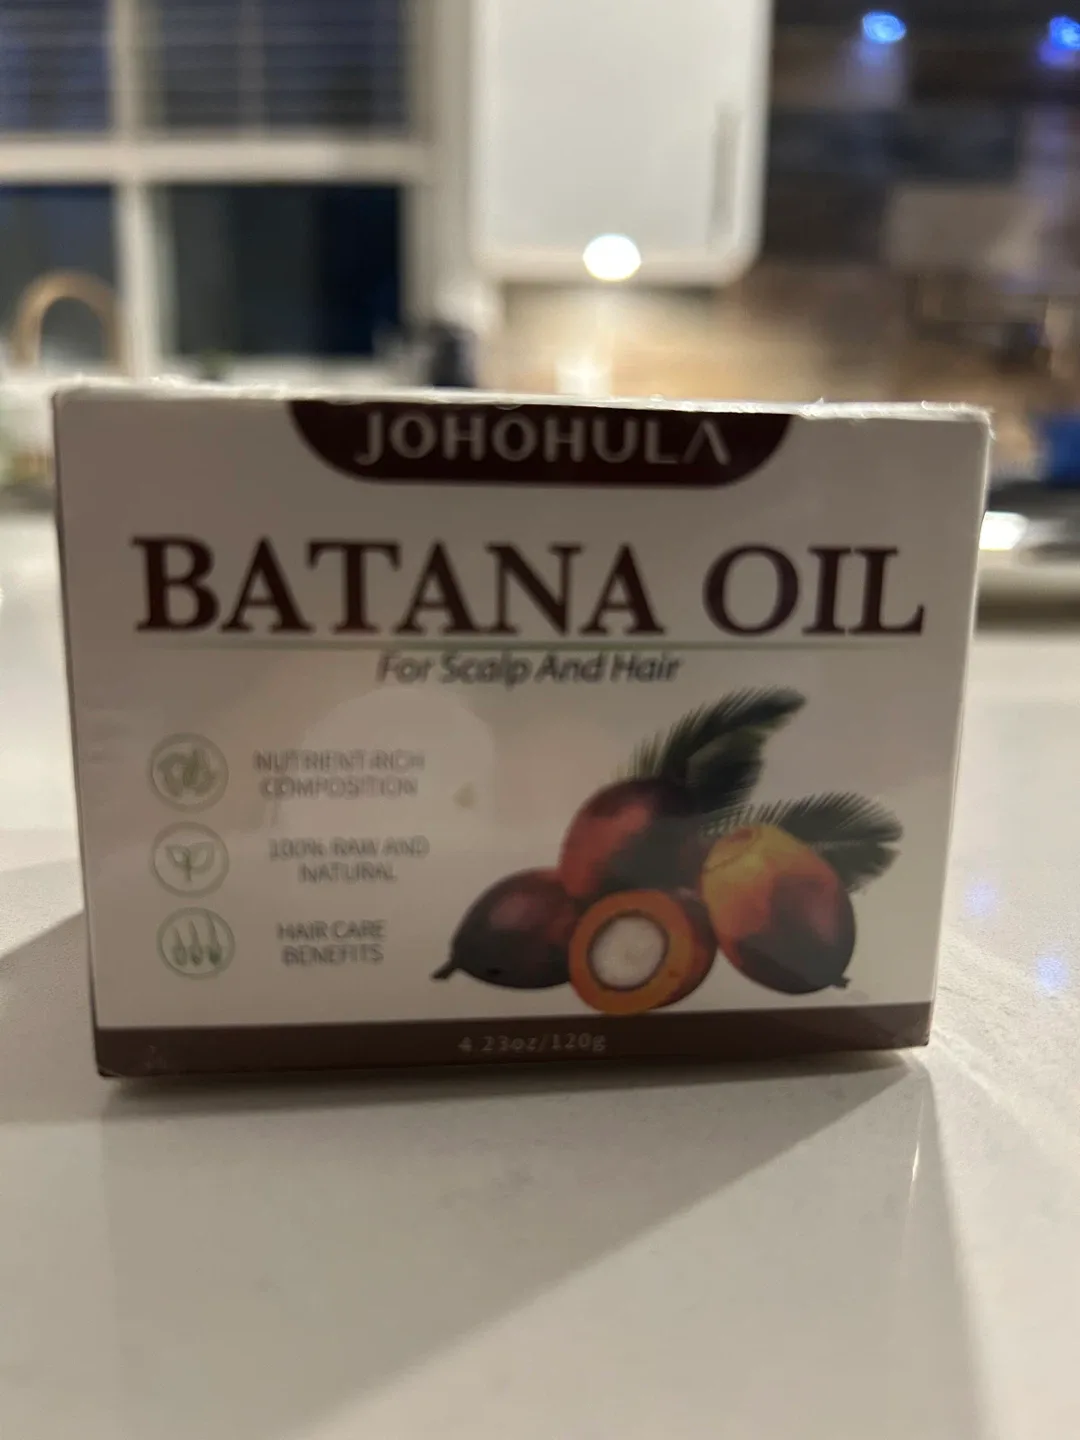 JOHOHULA
BATANA OIL
For Scalp And Hair
NUTRIENT-RICH
COMPOSITION
100% RAW AND
NATURAL
HAIR CARE
BENEFITS
4.23oz/120g